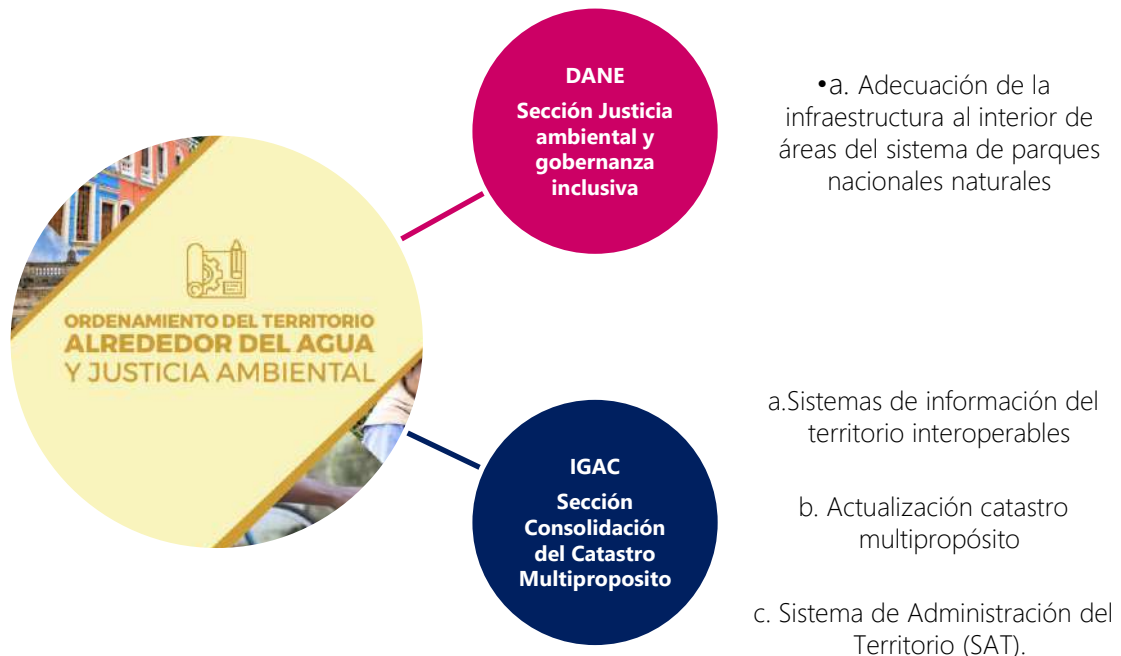 ORDENAMIENTO DEL TERRITORIO
ALREDEDOR DEL AGUA
Y JUSTICIA AMBIENTAL
DANE
Sección Justicia
ambiental y
gobernanza
inclusiva
•a. Adecuación de la
infraestructura al interior de
áreas del sistema de parques
nacionales naturales
IGAC
Sección
Consolidación
del Catastro
Multiproposito
a.Sistemas de información del
territorio interoperables
b. Actualización catastro
multipropósito
c. Sistema de Administración del
Territorio (SAT).